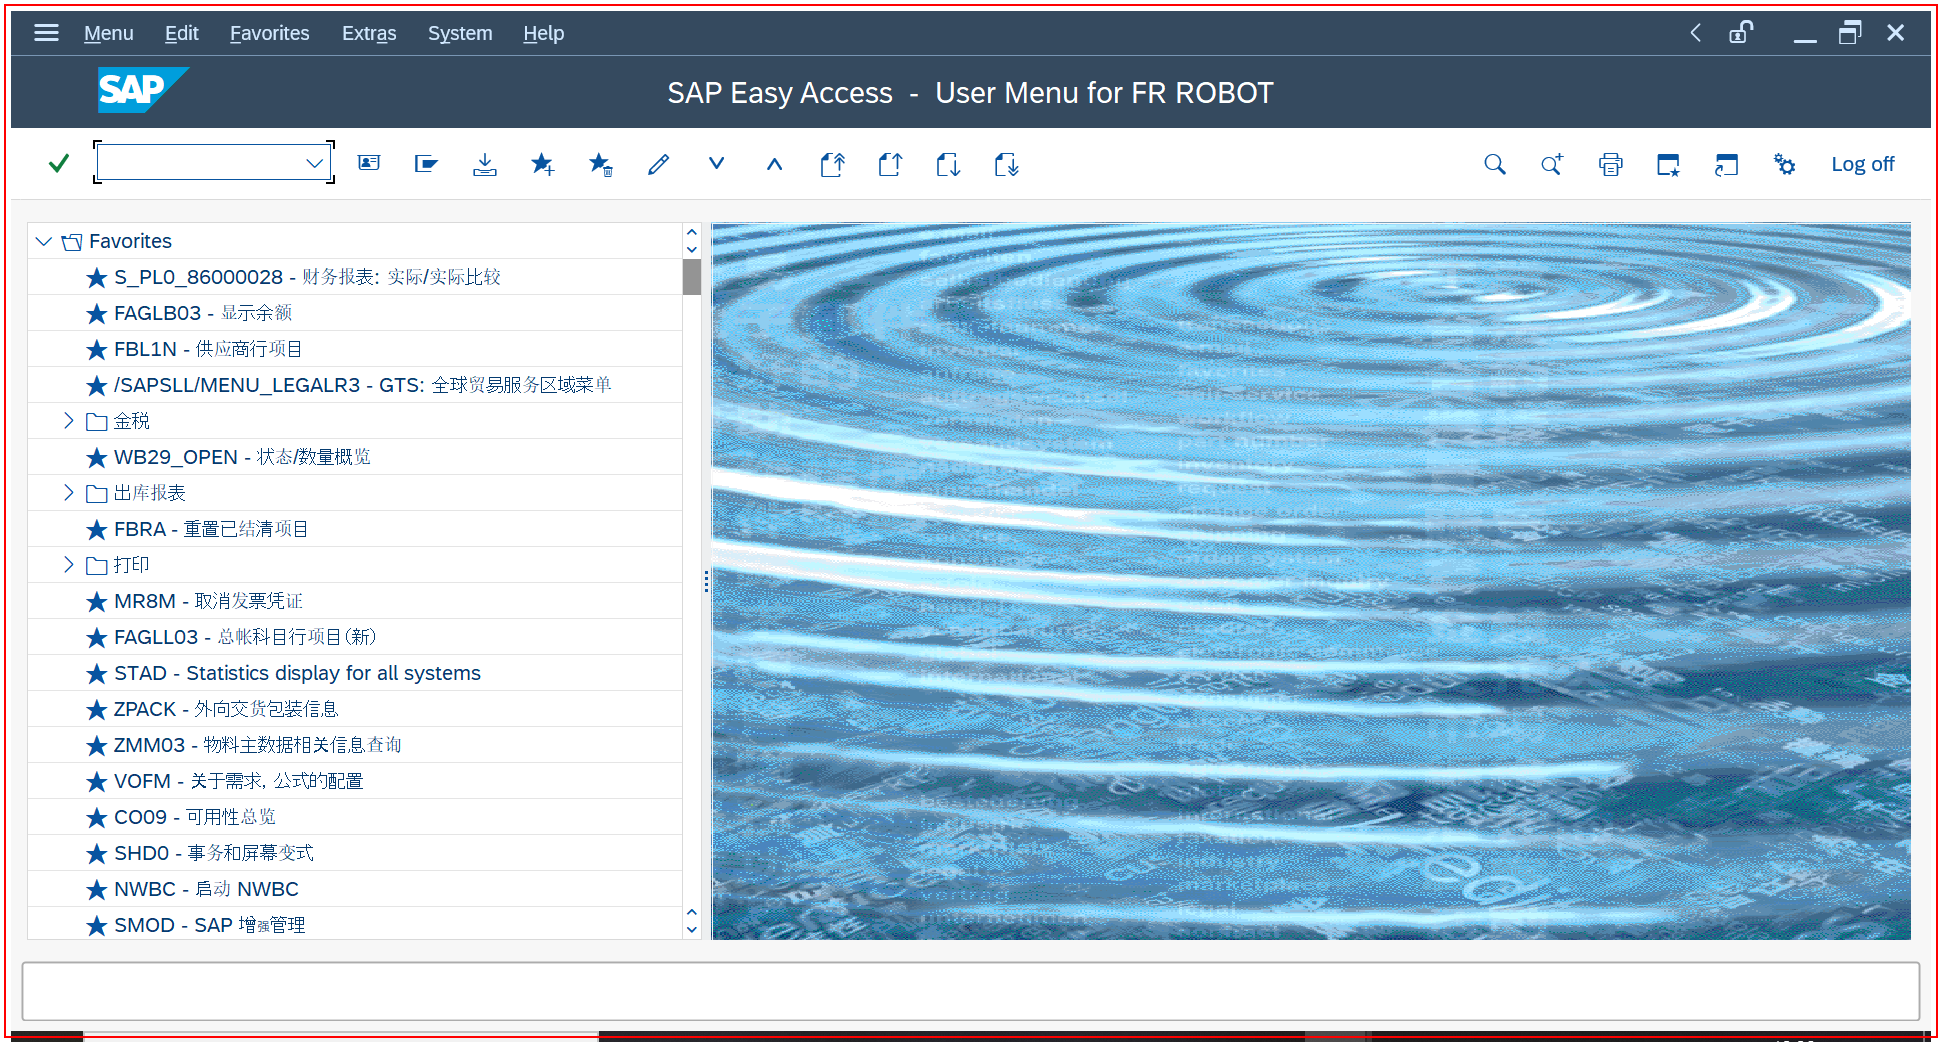 Menu Edit Favorites Extras System Help
SAP
SAP Easy Access - User Menu for FR ROBOT
Log off
Favorites
S_PL0_86000028 - 财务报表: 实际/实际比较
FAGLB03 - 显示余额
FBL1N - 供应商行项目
/SAPSLL/MENU_LEGALR3 - GTS: 全球贸易服务区域菜单
金税
WB29_OPEN - 状态/数量概览
出库报表
FBRA - 重置已结清项目
打印
MR8M - 取消发票凭证
FAGLL03 - 总帐科目行项目(新)
STAD - Statistics display for all systems
ZPACK - 外向交货包装信息
ZMM03 - 物料主数据相关信息查询
VOFM - 关于需求, 公式的配置
CO09 - 可用性总览
SHD0 - 事务和屏幕变式
NWBC - 启动 NWBC
SMOD - SAP 增强管理